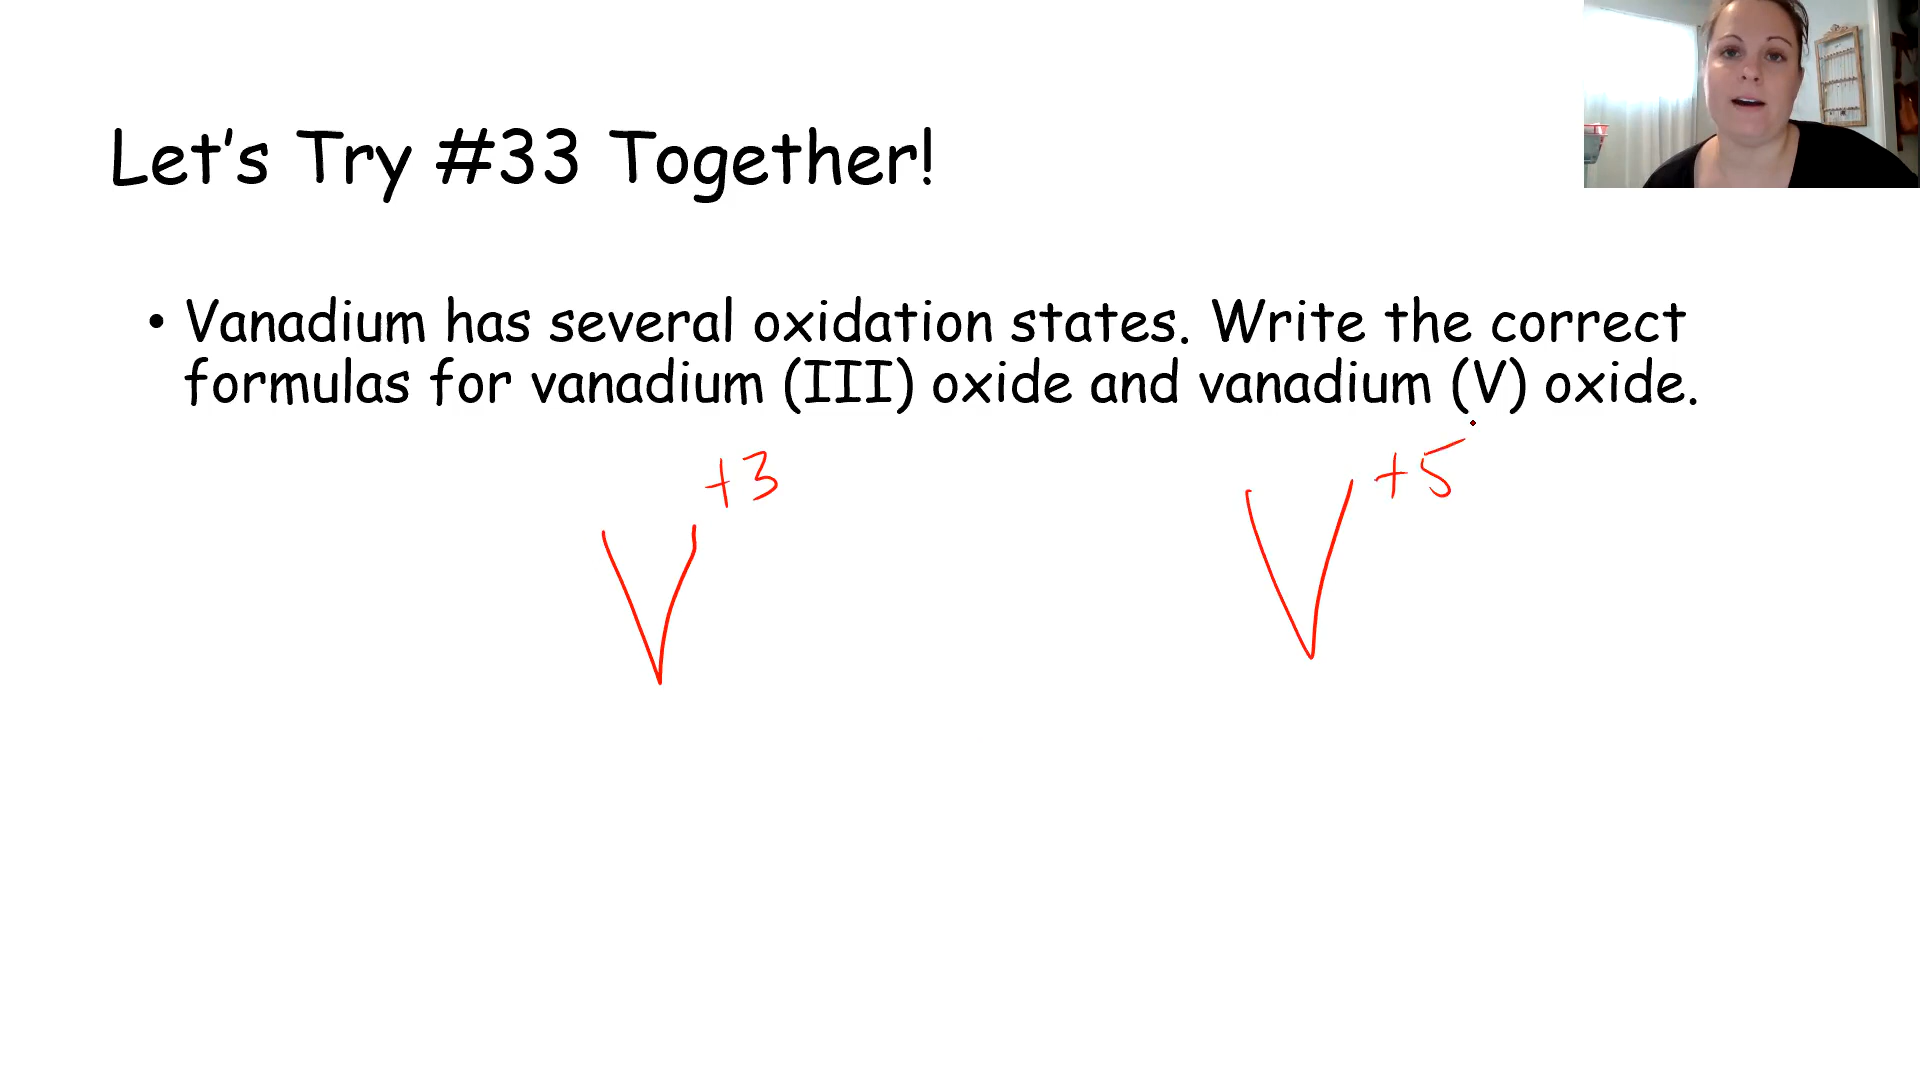 Let's Try #33 Together!
• Vanadium has several oxidation states. Write the correct
formulas for vanadium (III) oxide and vanadium (V) oxide.
V+3 V+5